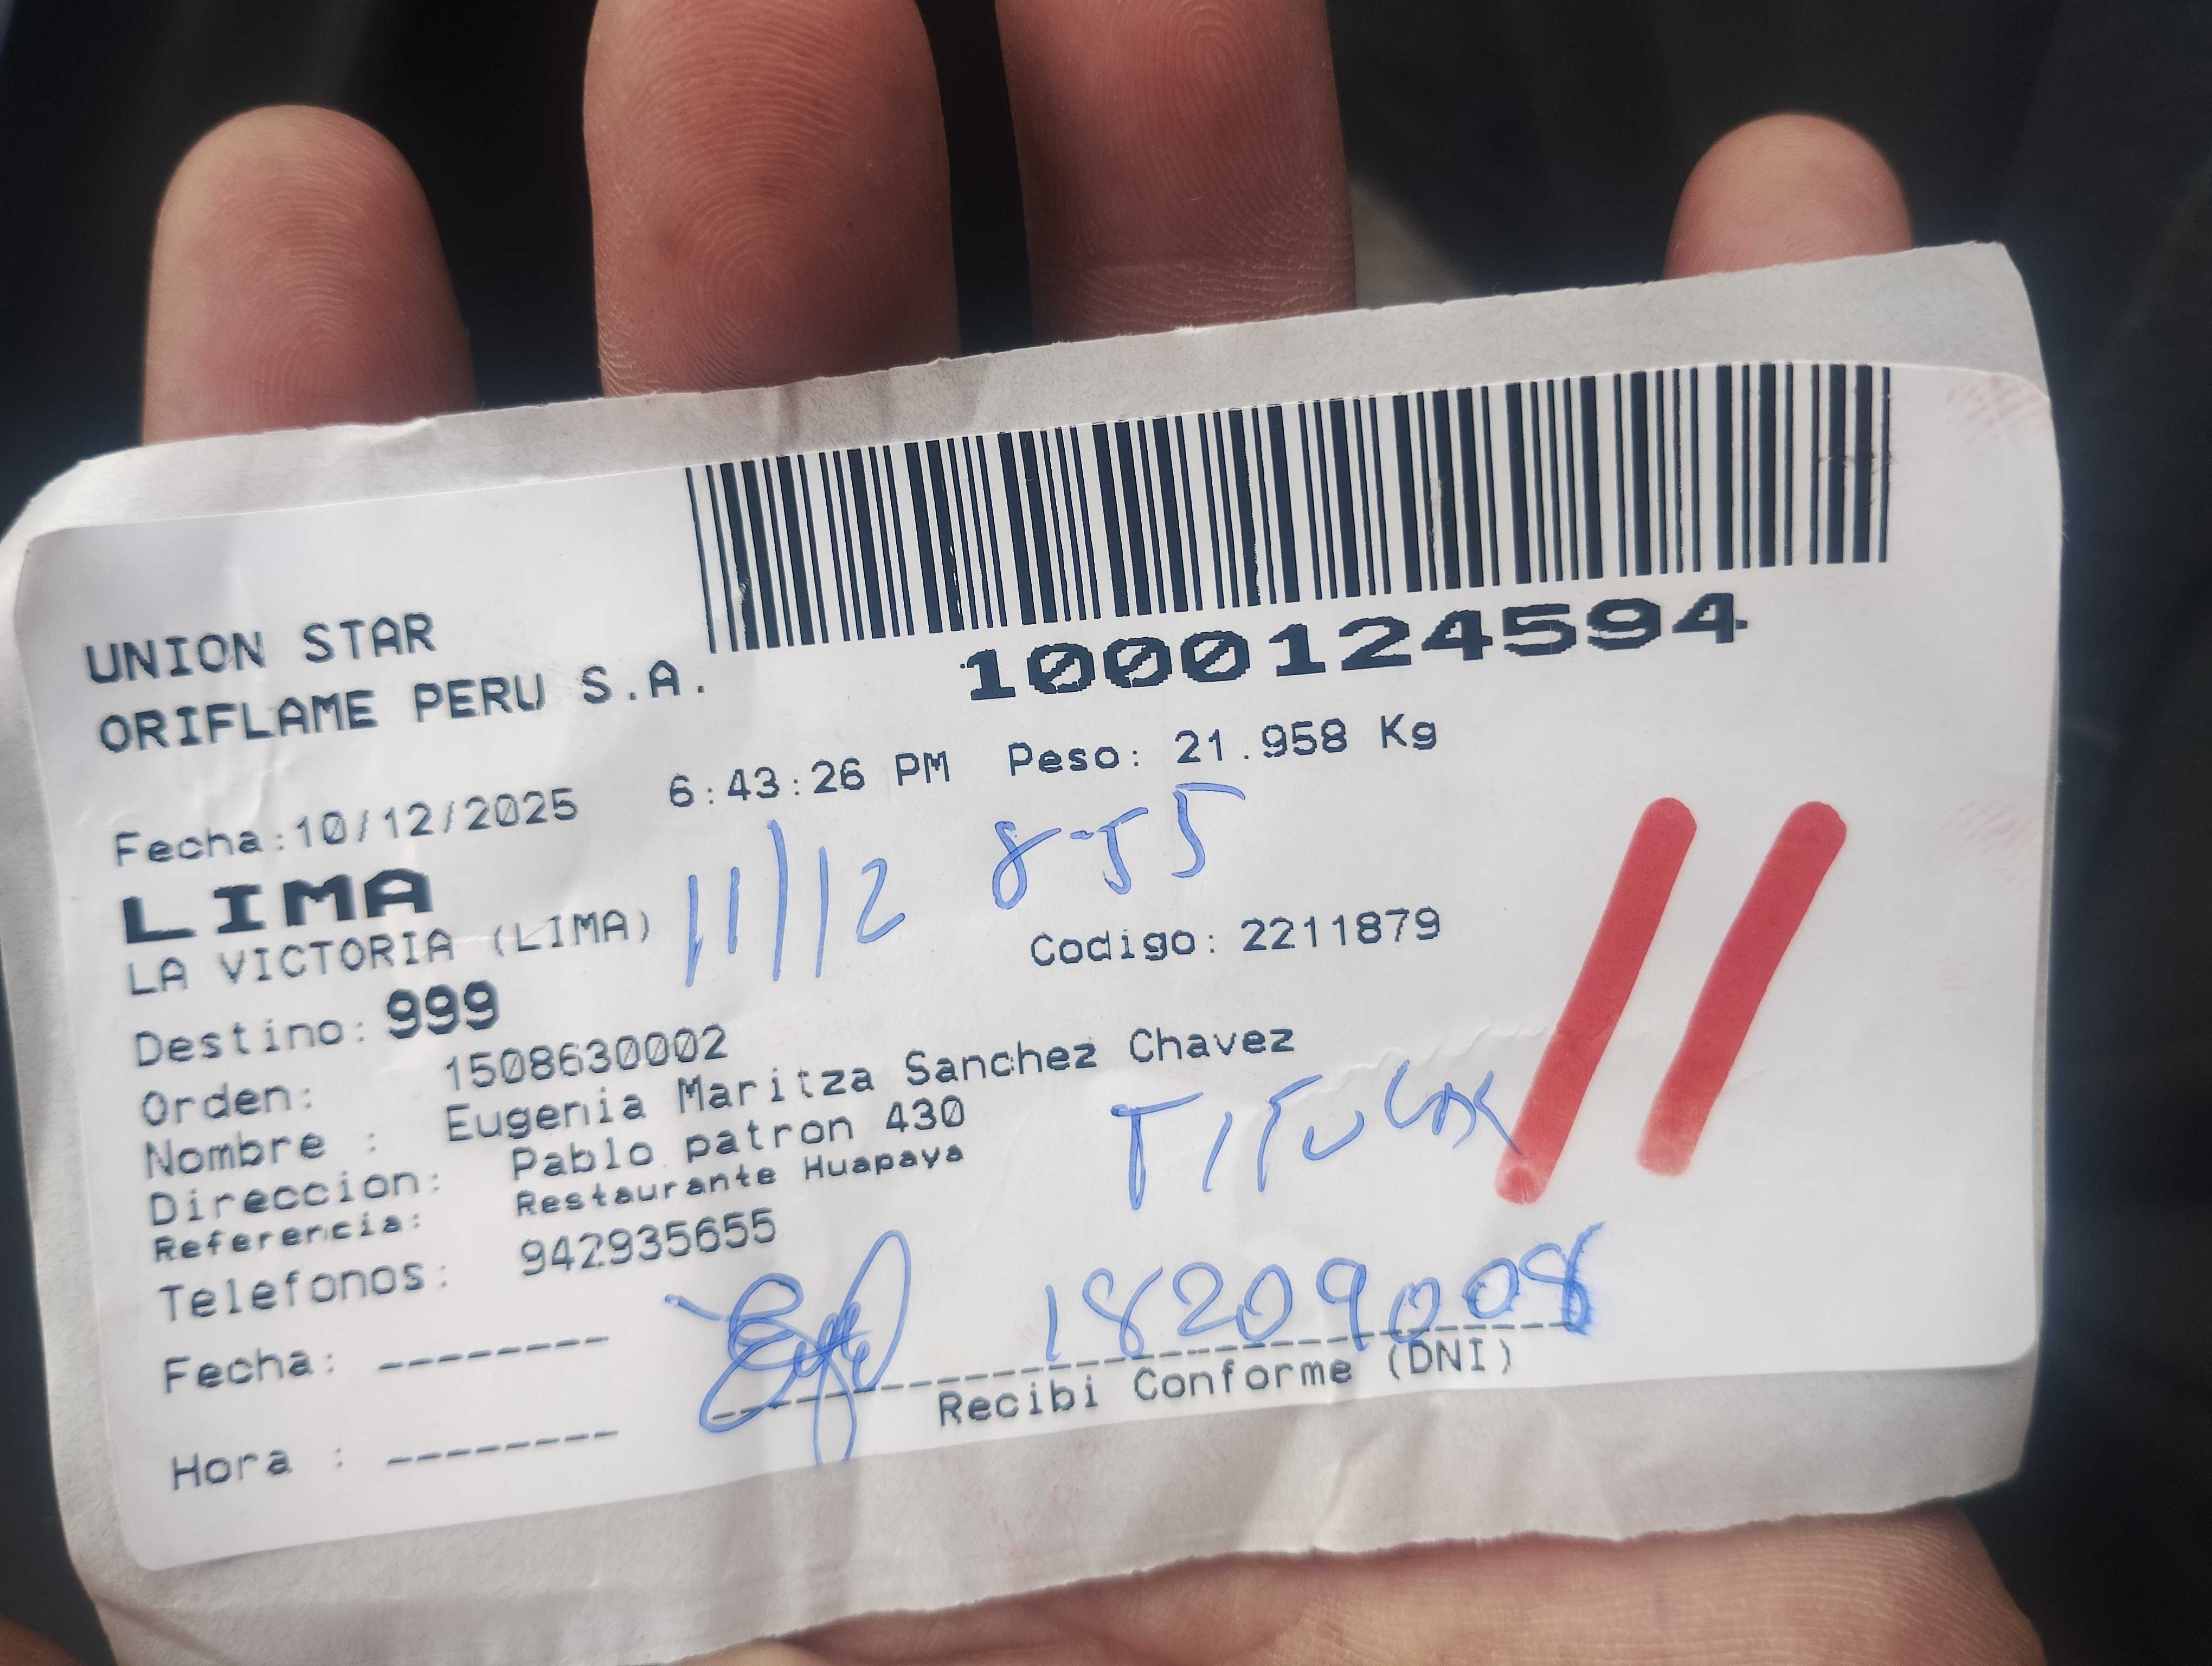 1000124594
UNION STAR
ORIFLAME PERU S.A.
Fecha:10/12/2025 6:43:26 PM Peso: 21.958 Kg
LIMA
11/12 8-55
LA VICTORIA (LIMA)
Codigo: 2211879
Destino: 999
Orden: 1508630002
Nombre : Eugenia Maritza Sanchez Chavez
Direccion: Pablo patron 430
TITULAR
Referencia: Restaurante Huapaya
Telefonos: 942935655
18209008
Fecha: --------
Recibi Conforme (DNI)
Hora : --------